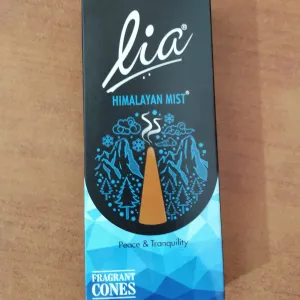 lia®
HIMALAYAN MIST®
Peace & Tranquility
FRAGRANT
CONES